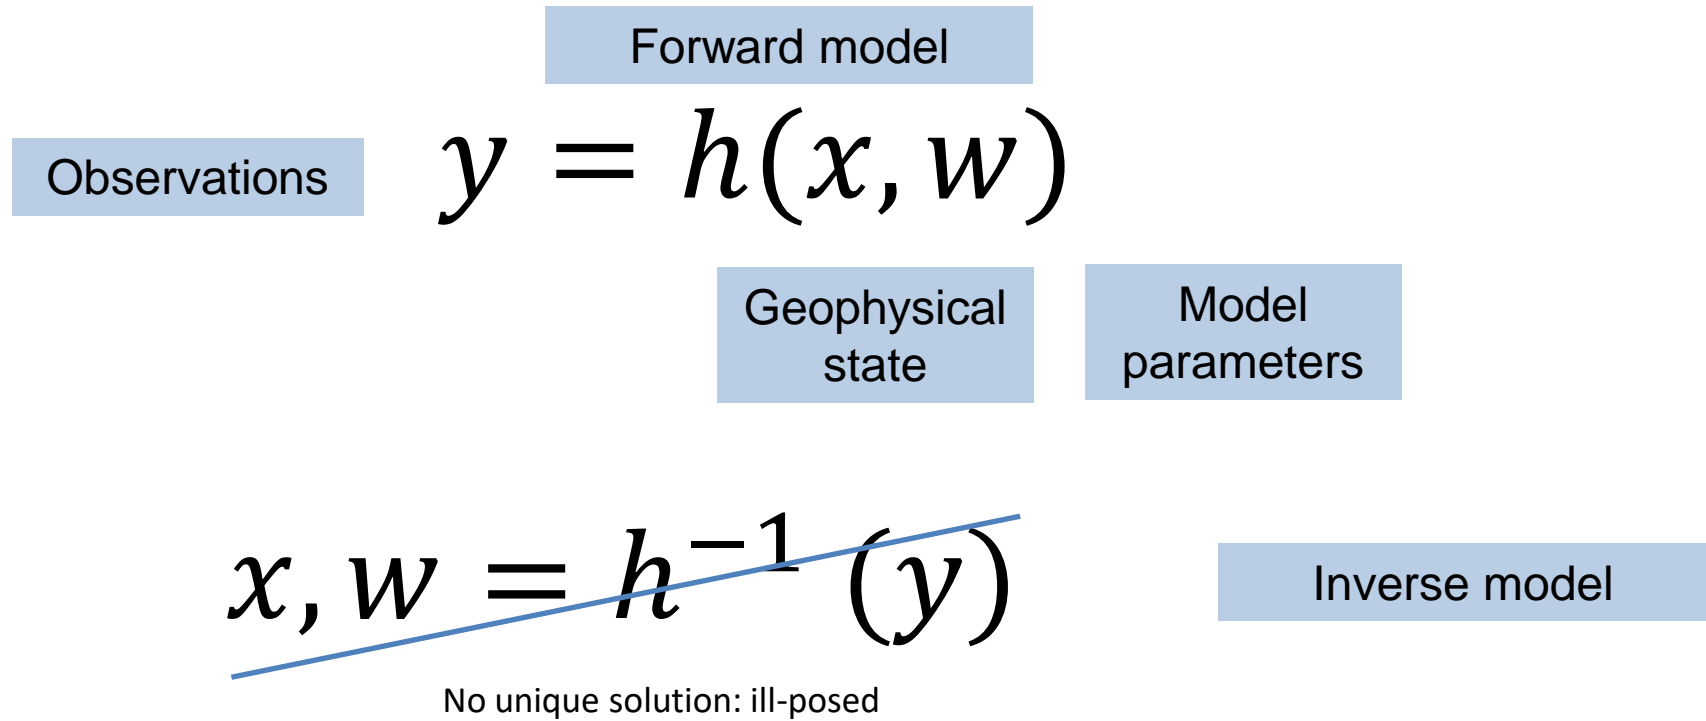 Forward model
Observations
y = h(x, w)
Geophysical
state
Model
parameters
x, w = h⁻¹ (y)
Inverse model
No unique solution: ill-posed